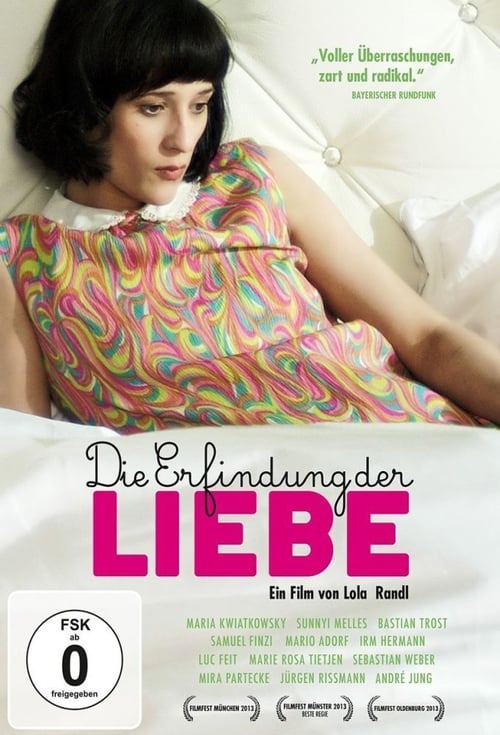 „Voller Überraschungen,
zart und radikal.“
BAYERISCHER RUNDFUNK
Die Erfindung der
LIEBE
Ein Film von Lola Randl
MARIA KWIATKOWSKY SUNNYI MELLES BASTIAN TROST
SAMUEL FINZI MARIO ADORF IRM HERMANN
LUC FEIT MARIE ROSA TIETJEN SEBASTIAN WEBER
MIRA PARTECKE JÜRGEN RISSMANN ANDRÉ JUNG
FILMFEST MÜNCHEN 2013
FILMFEST MÜNSTER 2013
BESTE REGIE
FILMFEST OLDENBURG 2013
FSK
ab
0
freigegeben